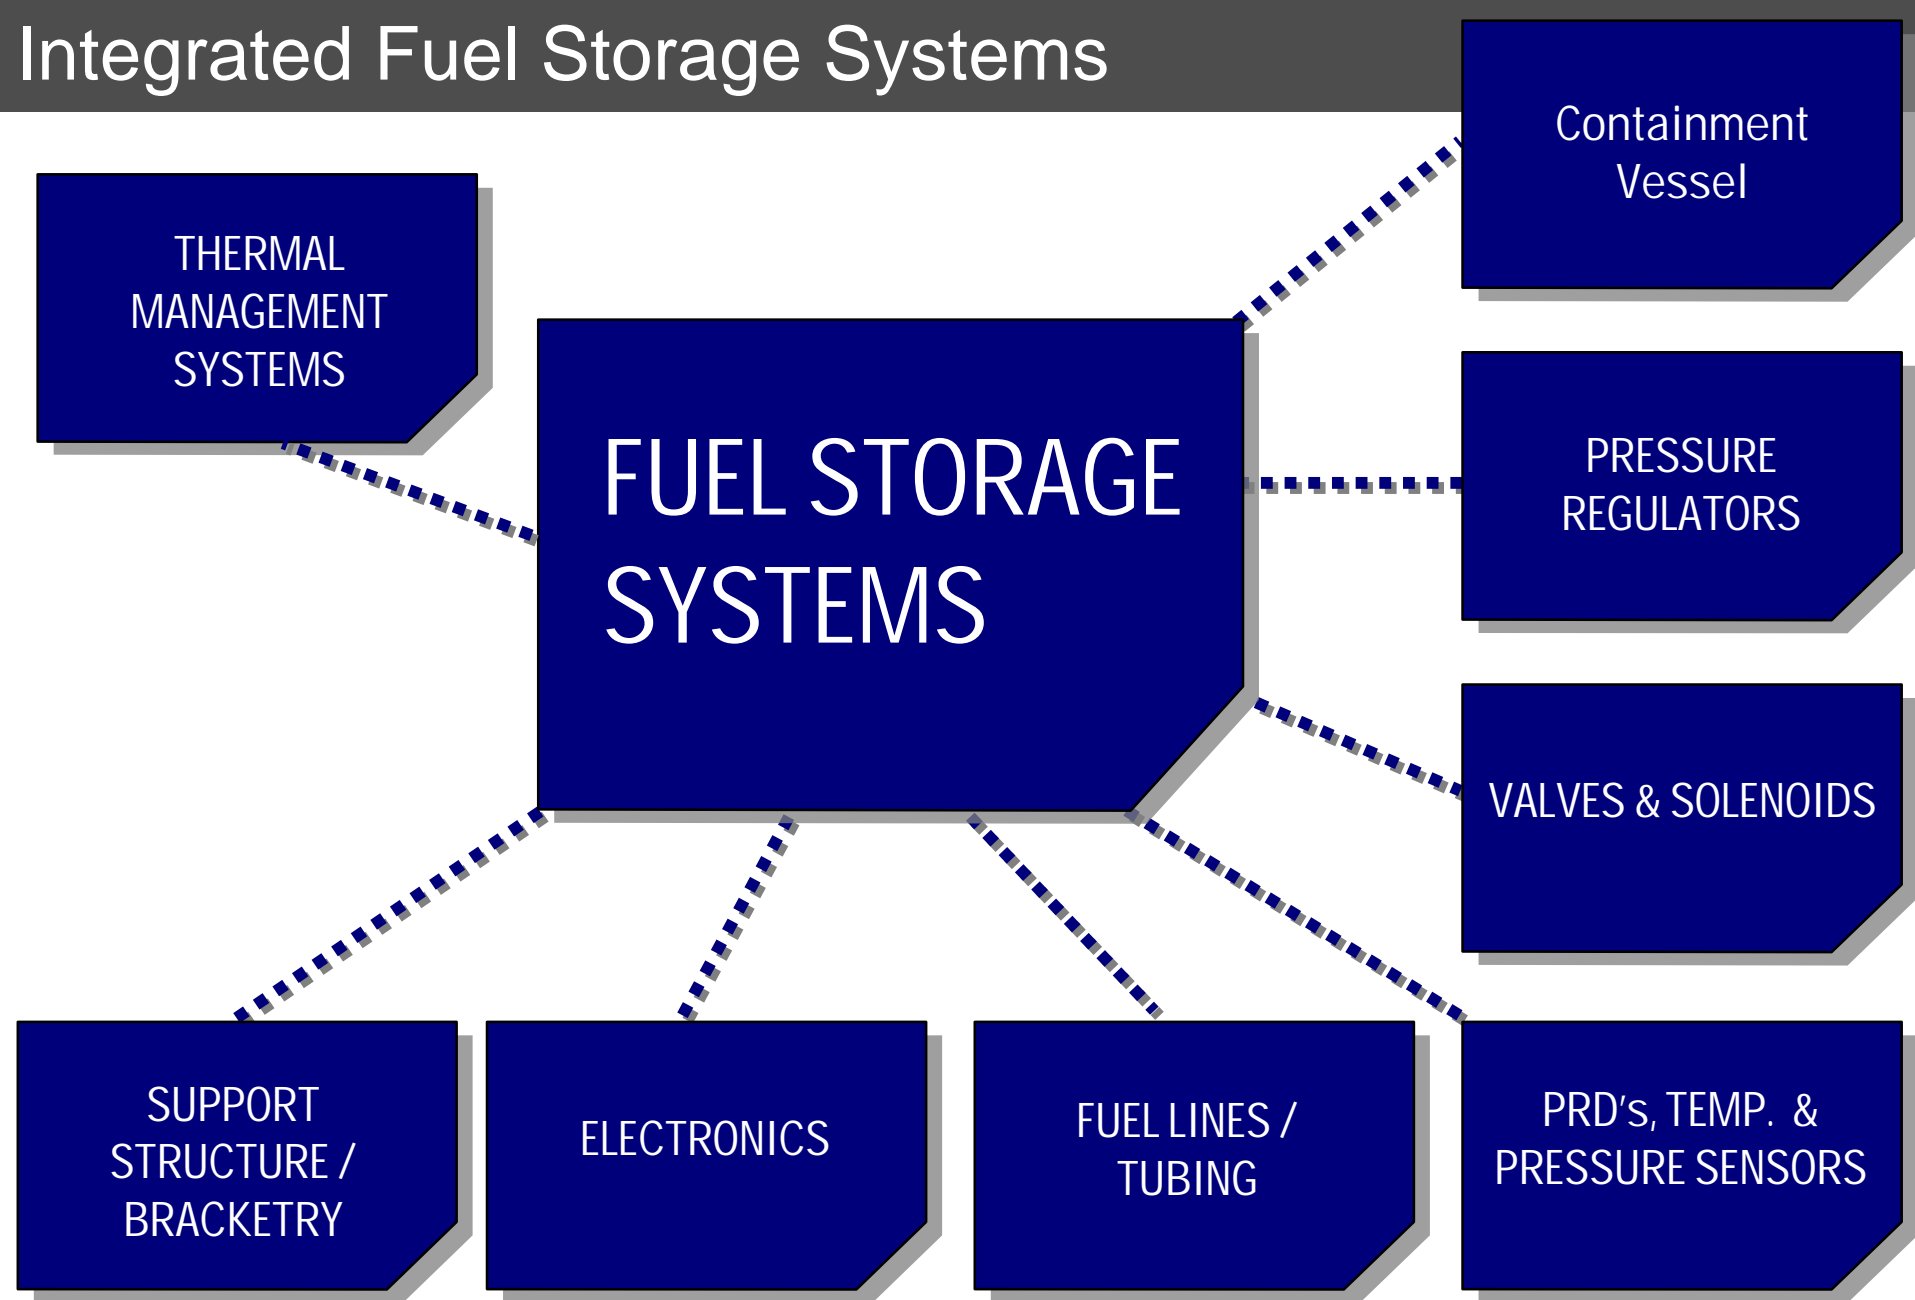 Integrated Fuel Storage Systems
Containment
Vessel
THERMAL
MANAGEMENT
SYSTEMS
FUEL STORAGE
SYSTEMS
PRESSURE
REGULATORS
VALVES & SOLENOIDS
SUPPORT
STRUCTURE /
BRACKETRY
ELECTRONICS
FUEL LINES /
TUBING
PRD's, TEMP. &
PRESSURE SENSORS